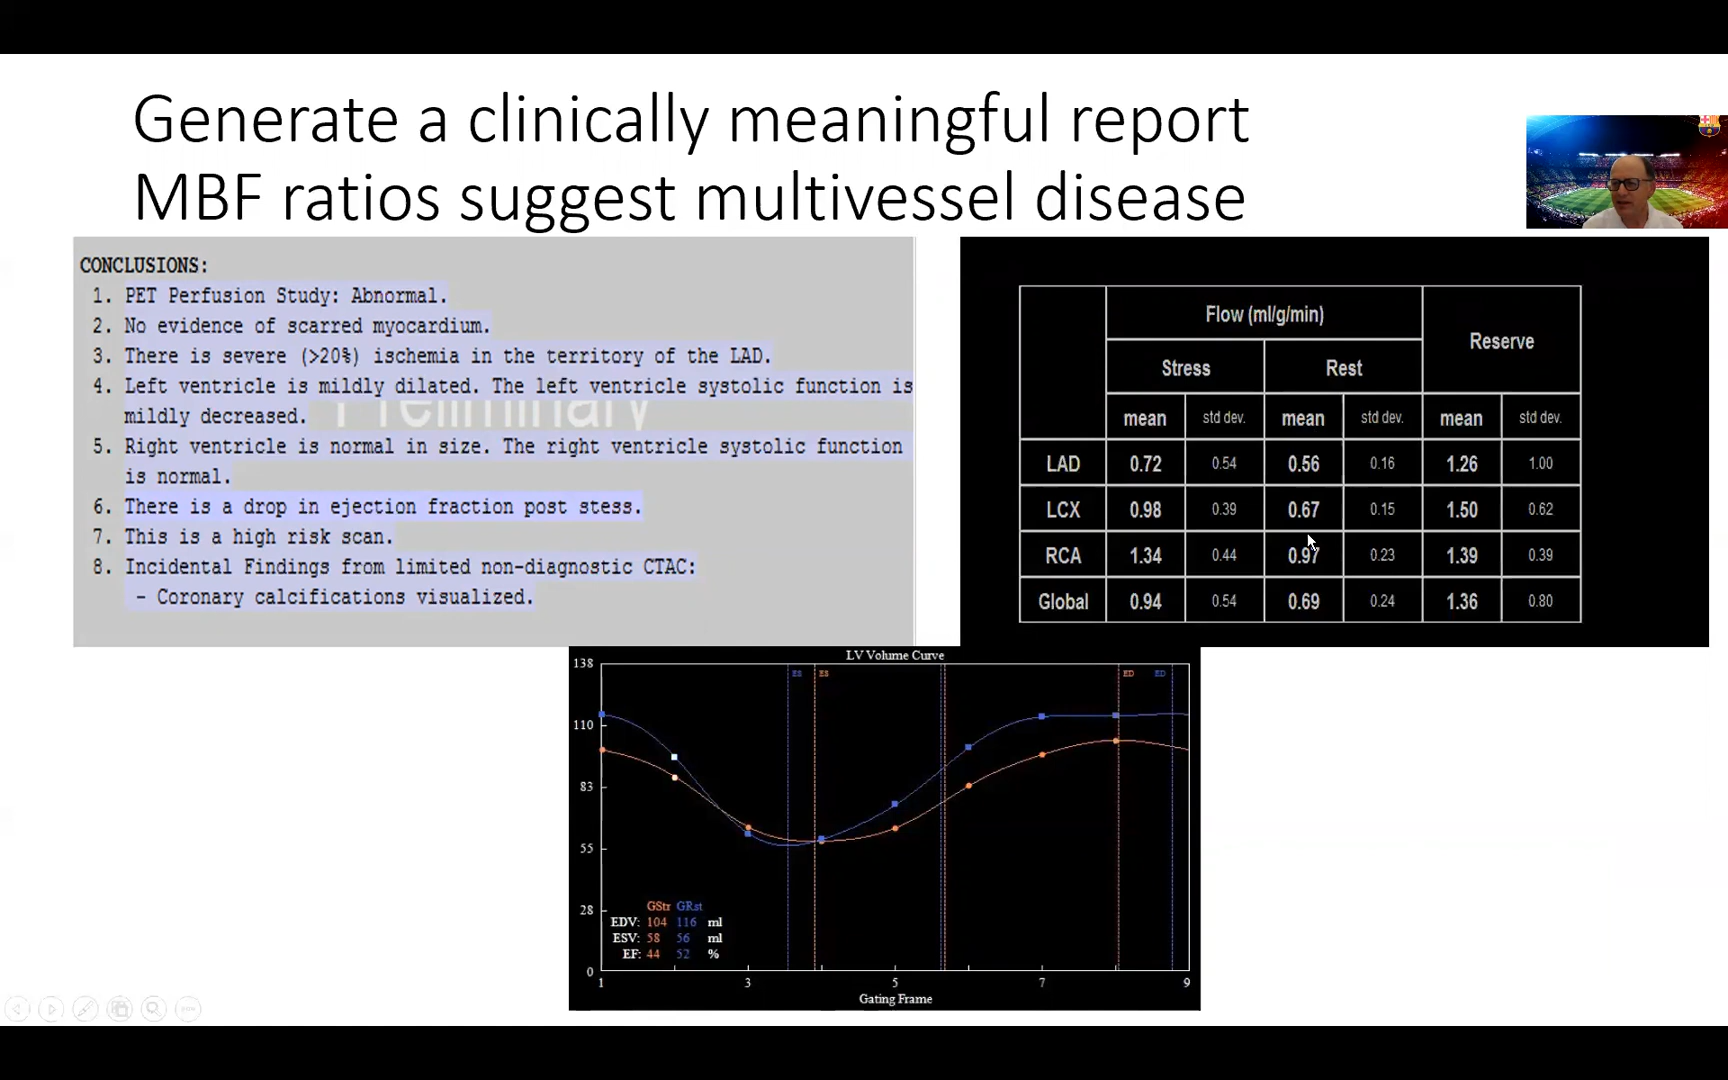 Generate a clinically meaningful report
MBF ratios suggest multivessel disease
CONCLUSIONS:
1. PET Perfusion Study: Abnormal.
2. No evidence of scarred myocardium.
3. There is severe (>20%) ischemia in the territory of the LAD.
4. Left ventricle is mildly dilated. The left ventricle systolic function is
mildly decreased.
Preliminary
5. Right ventricle is normal in size. The right ventricle systolic function
is normal.
6. There is a drop in ejection fraction post stess.
7. This is a high risk scan.
8. Incidental Findings from limited non-diagnostic CTAC:
- Coronary calcifications visualized.
Flow (ml/g/min) Reserve
Stress Rest
mean std dev. mean std dev. mean std dev.
LAD 0.72 0.54 0.56 0.16 1.26 1.00
LCX 0.98 0.39 0.67 0.15 1.50 0.62
RCA 1.34 0.44 0.97 0.23 1.39 0.39
Global 0.94 0.54 0.69 0.24 1.36 0.80
LV Volume Curve
138
ES ES ED ED
110
83
55
28
0
GStr GRst
EDV: 104 116 ml
ESV: 58 56 ml
EF: 44 52 %
1 3 5 7 9
Gating Frame